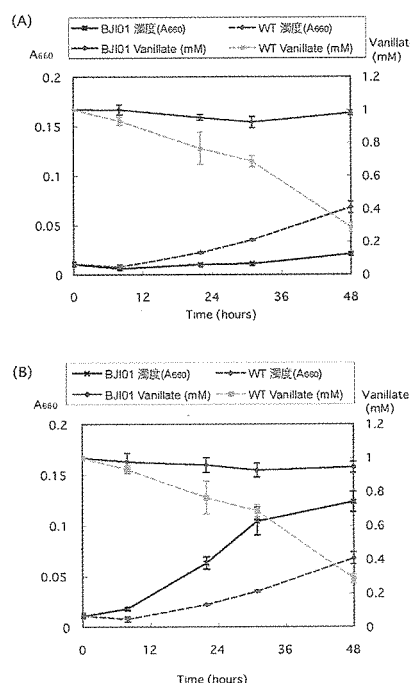 (A)
BJI01 濁度(A660)
WT 濁度(A660)
BJI01 Vanillate (mM)
WT Vanillate (mM)
A660
Vanillat
(mM)
0.2
0.15
0.1
0.05
0
1.2
1
0.8
0.6
0.4
0.2
0
0 12 24 36 48
Time (hours)
(B)
BJI01 濁度(A660)
WT 濁度(A660)
BJI01 Vanillate (mM)
WT Vanillate (mM)
A660
Vanillate
(mM)
0.2
0.15
0.1
0.05
0
1.2
1
0.8
0.6
0.4
0.2
0
0 12 24 36 48
Time (hours)